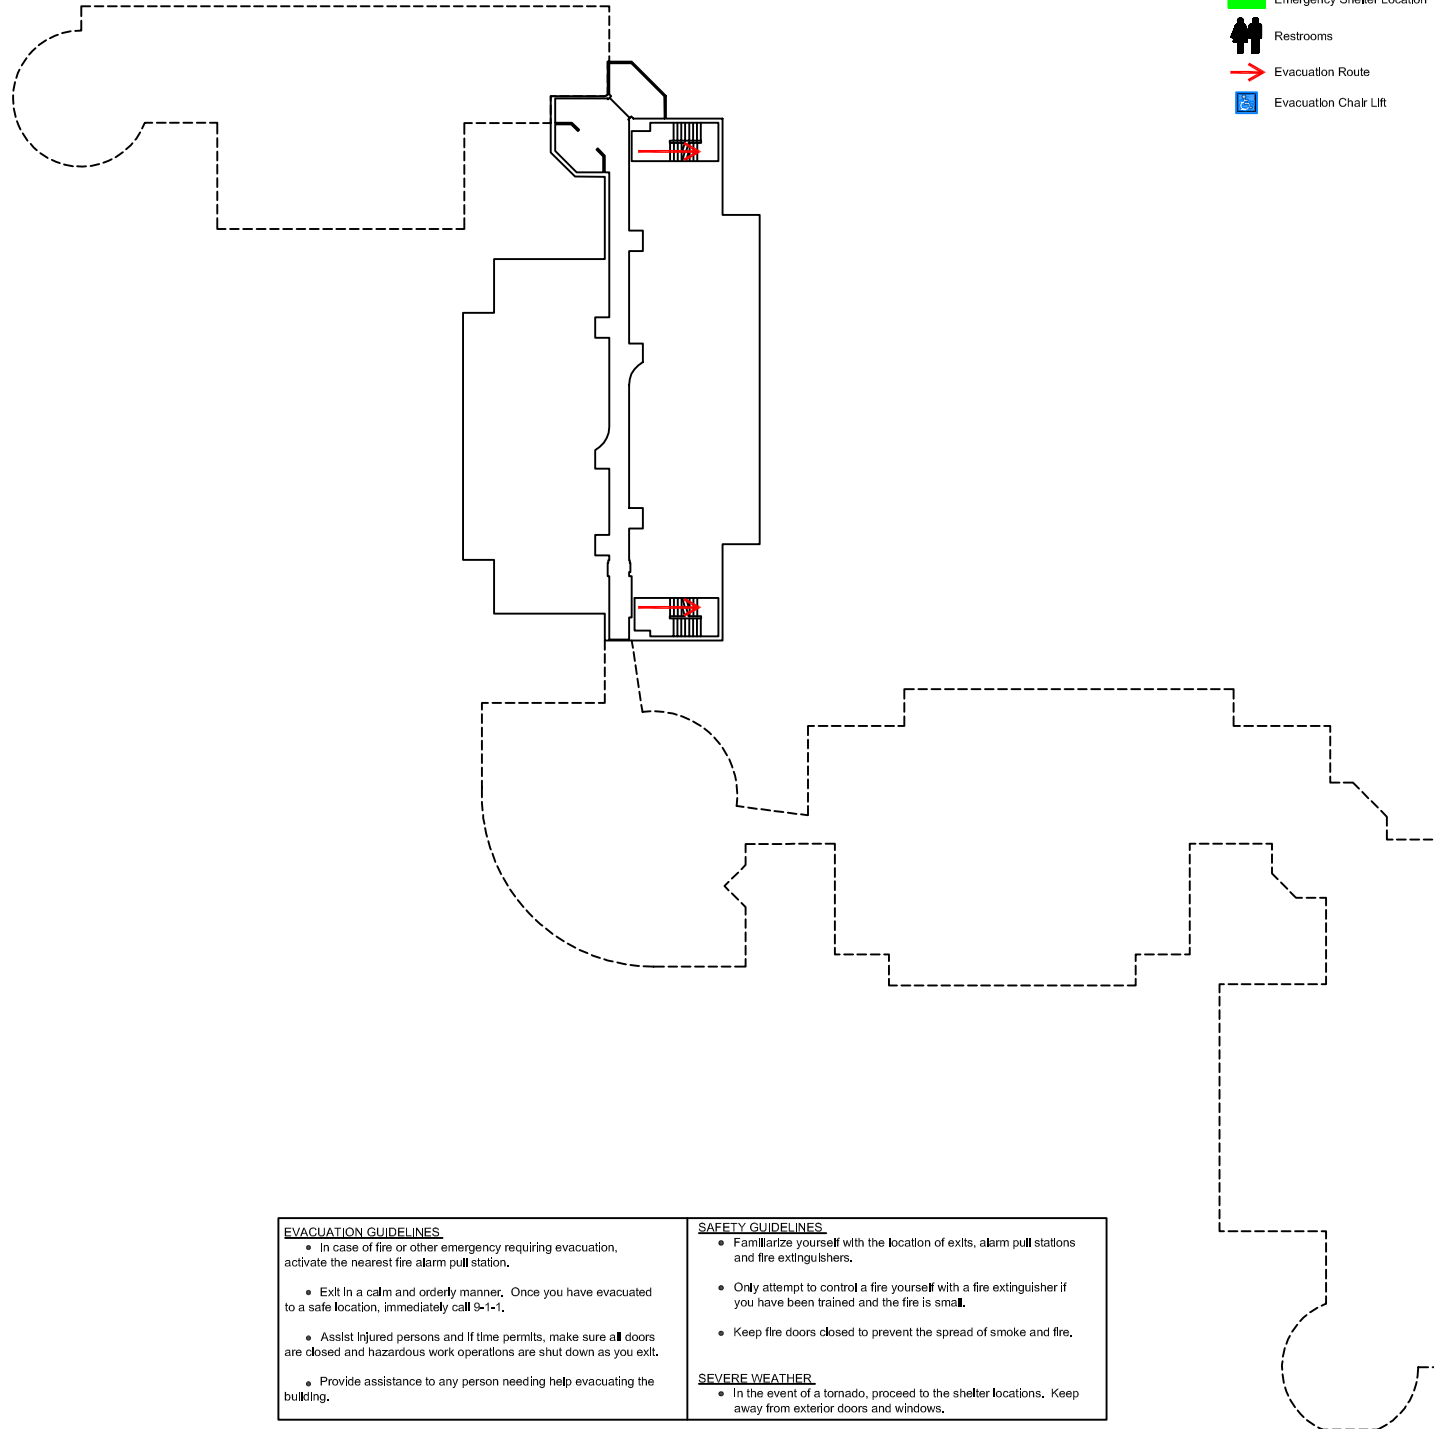 Emergency Shelter Location
Restrooms
Evacuation Route
Evacuation Chair Lift
EVACUATION GUIDELINES
• In case of fire or other emergency requiring evacuation,
activate the nearest fire alarm pull station.
• Exit in a calm and orderly manner. Once you have evacuated
to a safe location, immediately call 9-1-1.
• Assist injured persons and if time permits, make sure all doors
are closed and hazardous work operations are shut down as you exit.
• Provide assistance to any person needing help evacuating the
building.
SAFETY GUIDELINES
• Familiarize yourself with the location of exits, alarm pull stations
and fire extinguishers.
• Only attempt to control a fire yourself with a fire extinguisher if
you have been trained and the fire is small.
• Keep fire doors closed to prevent the spread of smoke and fire.
SEVERE WEATHER
• In the event of a tornado, proceed to the shelter locations. Keep
away from exterior doors and windows.